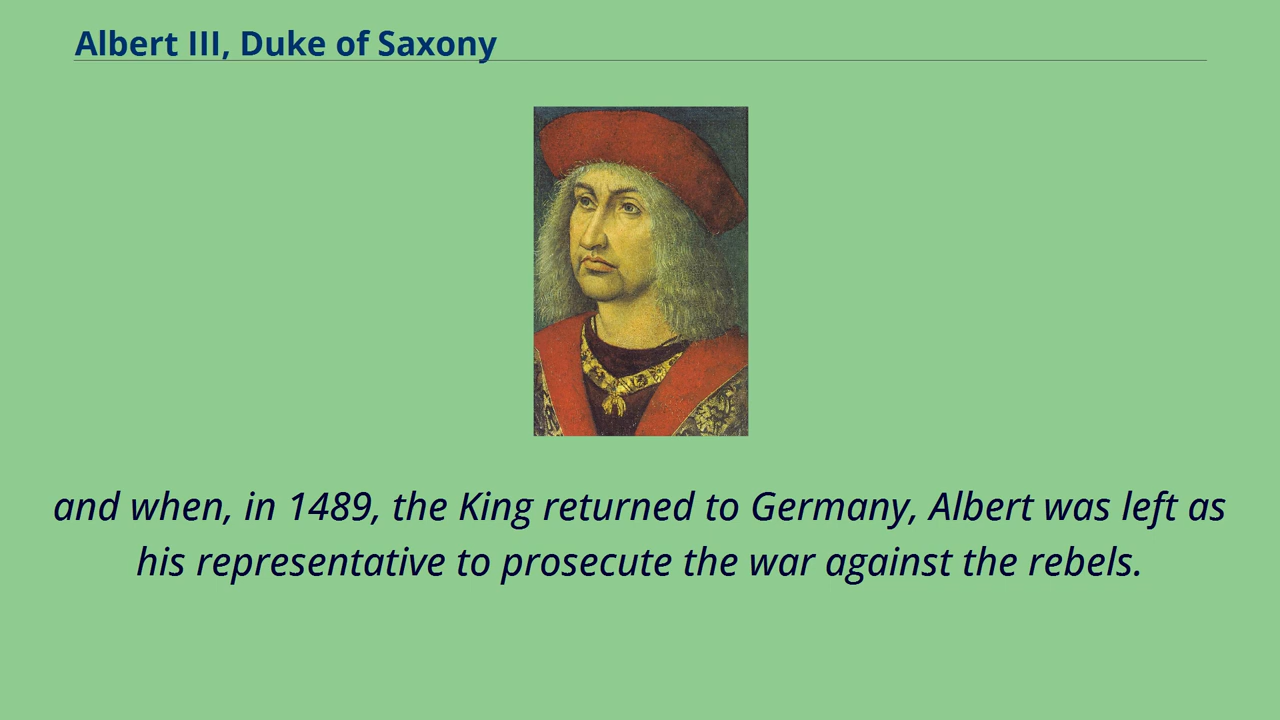 Albert III, Duke of Saxony
and when, in 1489, the King returned to Germany, Albert was left as
his representative to prosecute the war against the rebels.